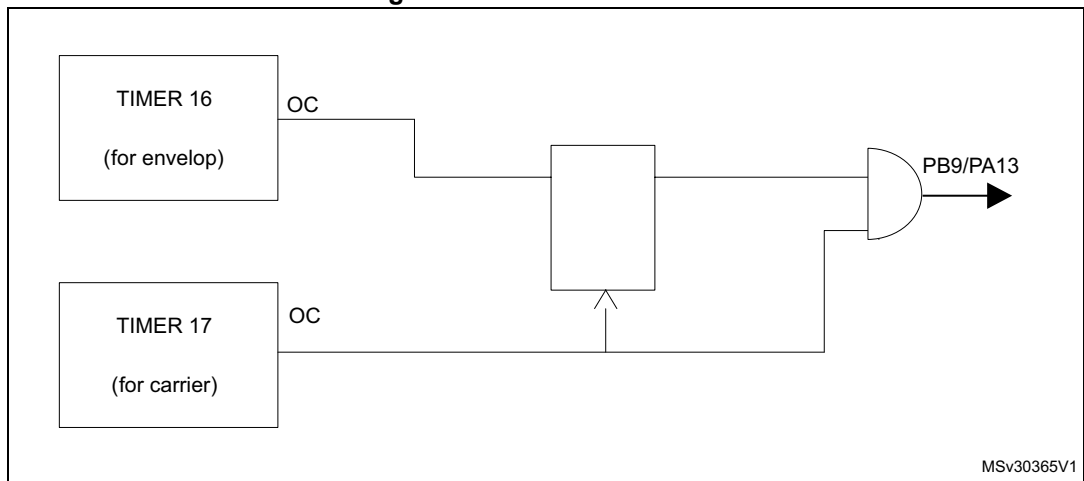 TIMER 16
(for envelop)
OC
PB9/PA13
TIMER 17
(for carrier)
OC
MSv30365V1